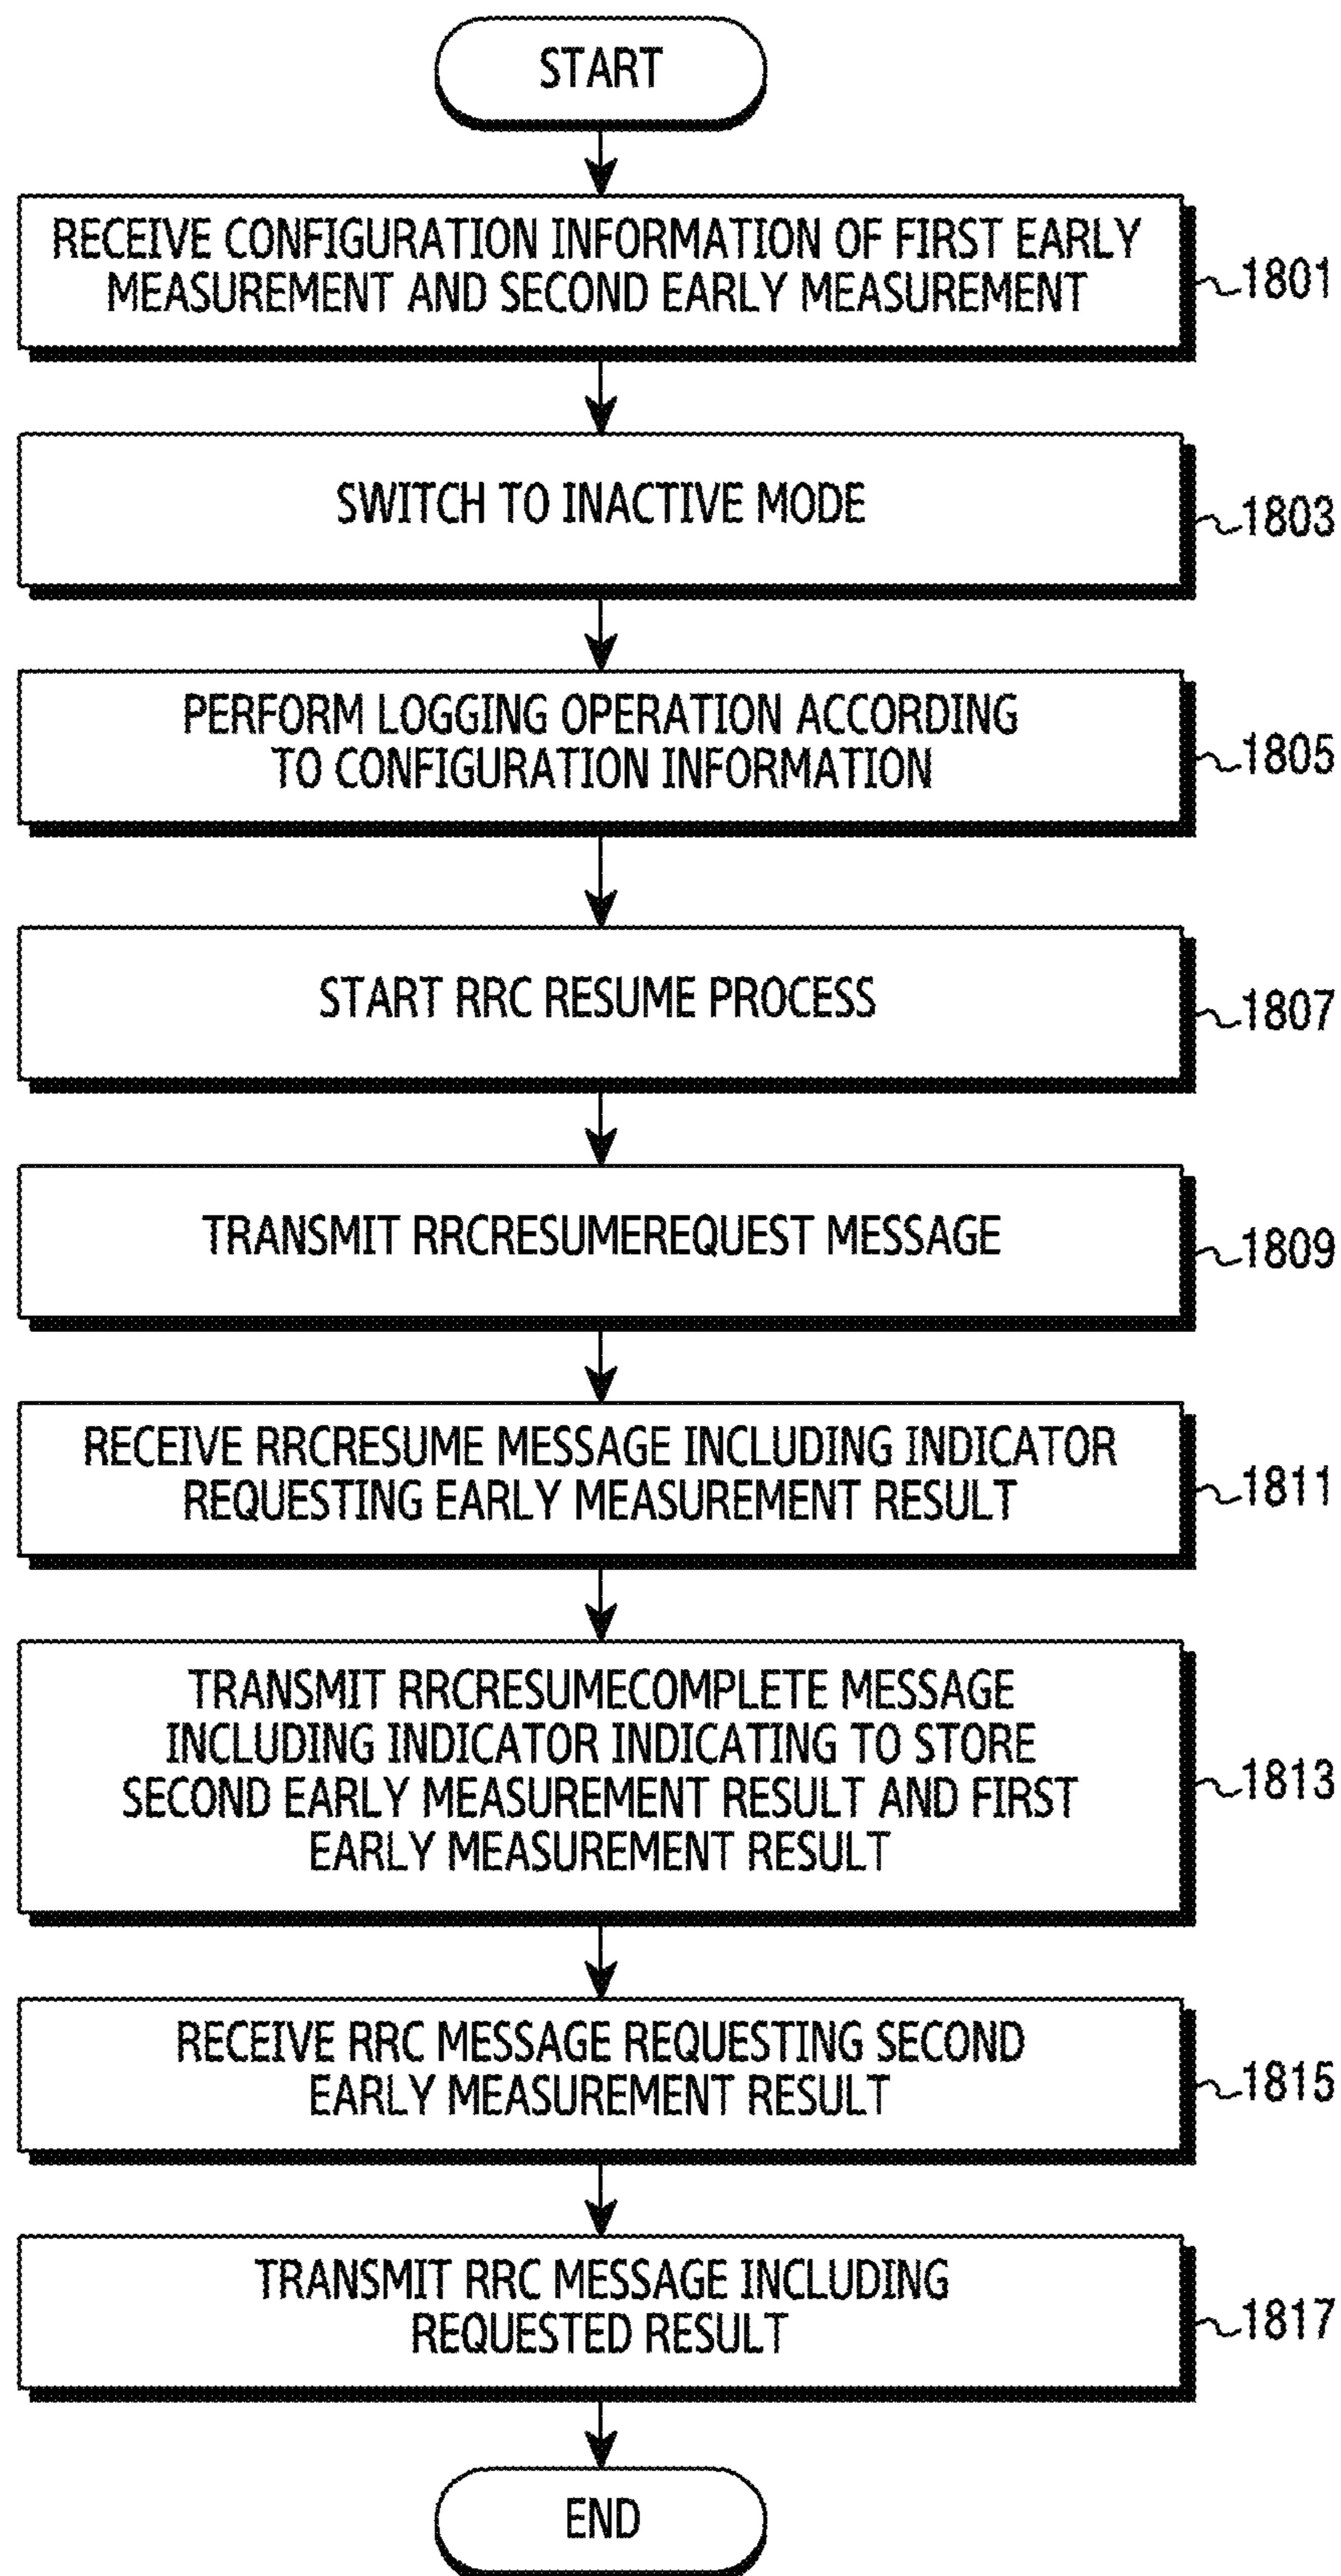 START
RECEIVE CONFIGURATION INFORMATION OF FIRST EARLY
MEASUREMENT AND SECOND EARLY MEASUREMENT
1801
SWITCH TO INACTIVE MODE
1803
PERFORM LOGGING OPERATION ACCORDING
TO CONFIGURATION INFORMATION
1805
START RRC RESUME PROCESS
1807
TRANSMIT RRCRESUMEREQUEST MESSAGE
1809
RECEIVE RRCRESUME MESSAGE INCLUDING INDICATOR
REQUESTING EARLY MEASUREMENT RESULT
1811
TRANSMIT RRCRESUMECOMPLETE MESSAGE
INCLUDING INDICATOR INDICATING TO STORE
SECOND EARLY MEASUREMENT RESULT AND FIRST
EARLY MEASUREMENT RESULT
1813
RECEIVE RRC MESSAGE REQUESTING SECOND
EARLY MEASUREMENT RESULT
1815
TRANSMIT RRC MESSAGE INCLUDING
REQUESTED RESULT
1817
END